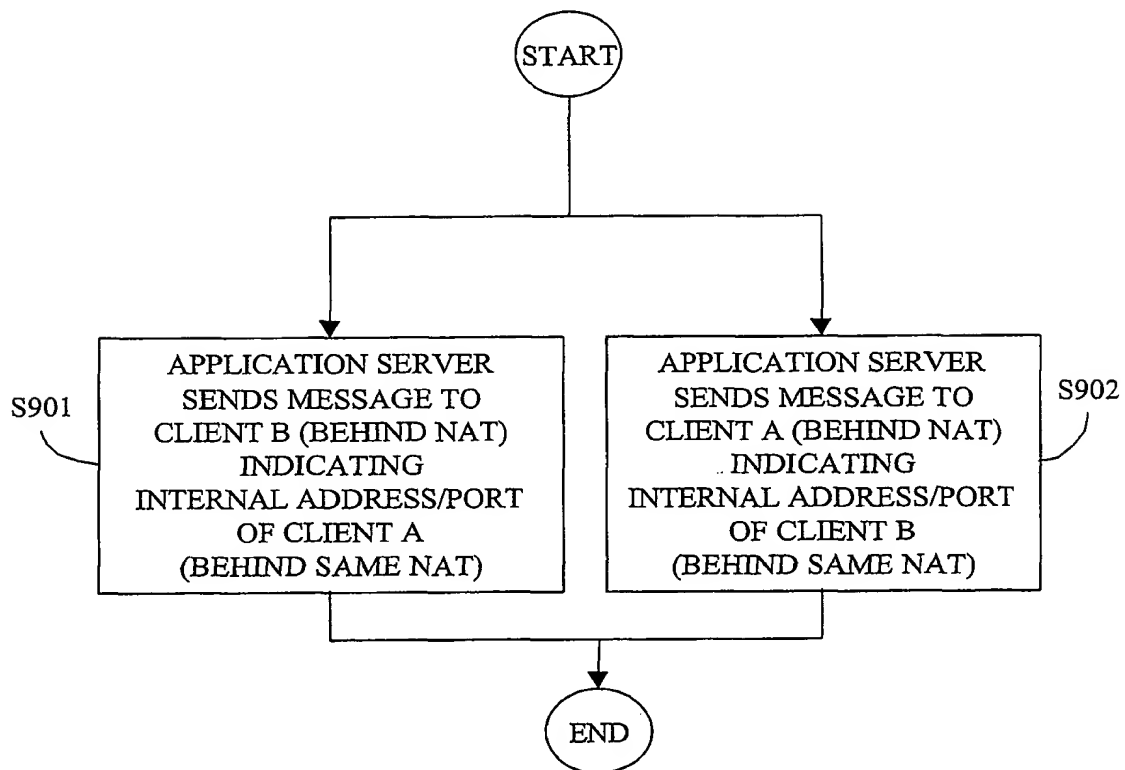 START
S901
APPLICATION SERVER
SENDS MESSAGE TO
CLIENT B (BEHIND NAT)
INDICATING
INTERNAL ADDRESS/PORT
OF CLIENT A
(BEHIND SAME NAT)
APPLICATION SERVER
SENDS MESSAGE TO
CLIENT A (BEHIND NAT)
INDICATING
INTERNAL ADDRESS/PORT
OF CLIENT B
(BEHIND SAME NAT)
S902
END